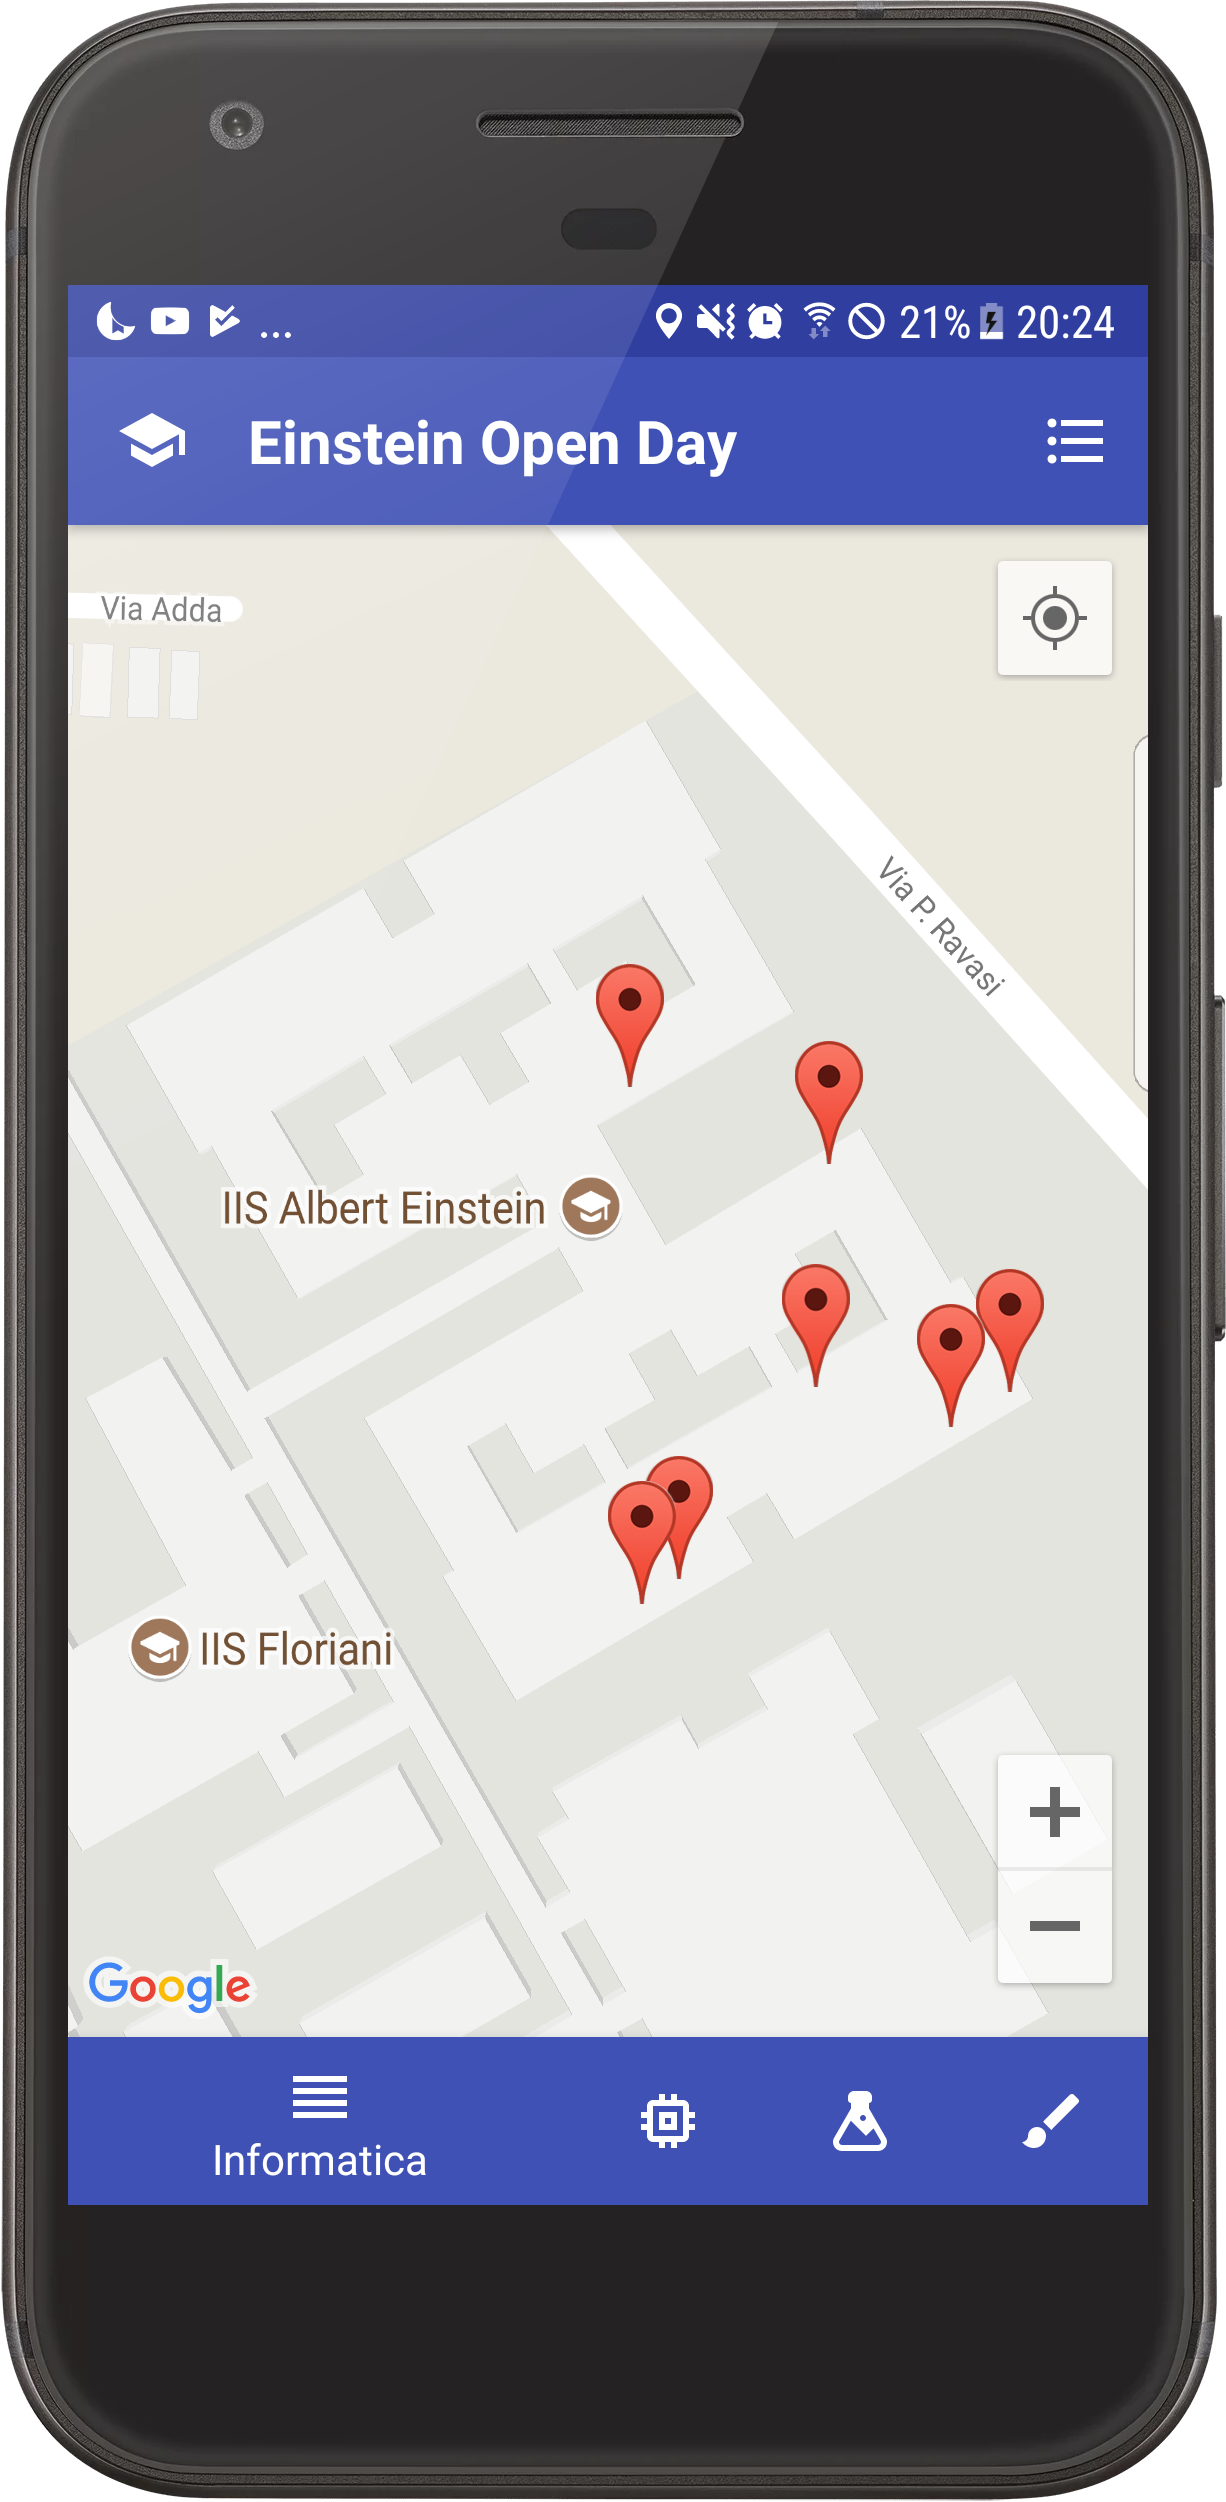 21% 20:24
Einstein Open Day
Via Adda
Via P. Ravasi
IIS Albert Einstein
IIS Floriani
Google
Informatica